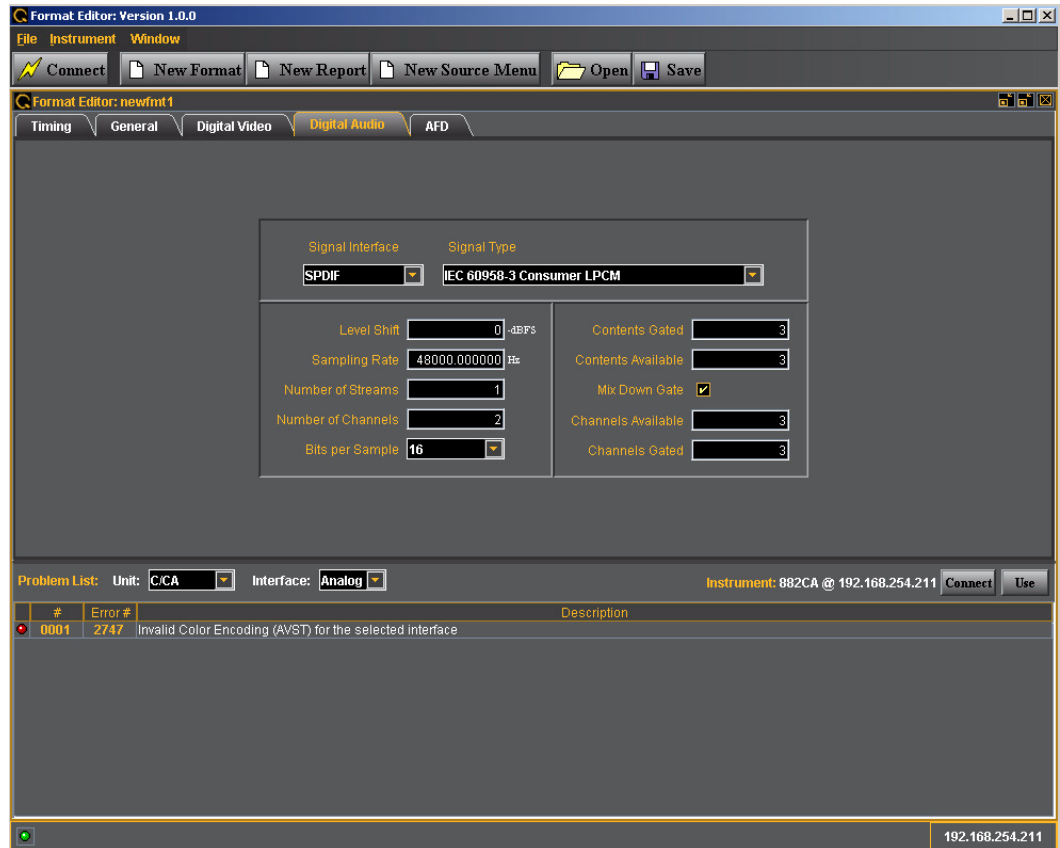 Format Editor: Version 1.0.0
File Instrument Window
Connect New Format New Report New Source Menu Open Save
Format Editor: newfmt1
Timing General Digital Video Digital Audio AFD
Signal Interface Signal Type
SPDIF IEC 60958-3 Consumer LPCM
Level Shift 0 -dBFS Contents Gated 3
Sampling Rate 48000.000000 Hz Contents Available 3
Number of Streams 1 Mix Down Gate
Number of Channels 2 Channels Available 3
Bits per Sample 16 Channels Gated 3
Problem List: Unit: C/CA Interface: Analog Instrument: 882CA @ 192.168.254.211 Connect Use
# Error # Description
0001 2747 Invalid Color Encoding (AVST) for the selected interface
192.168.254.211